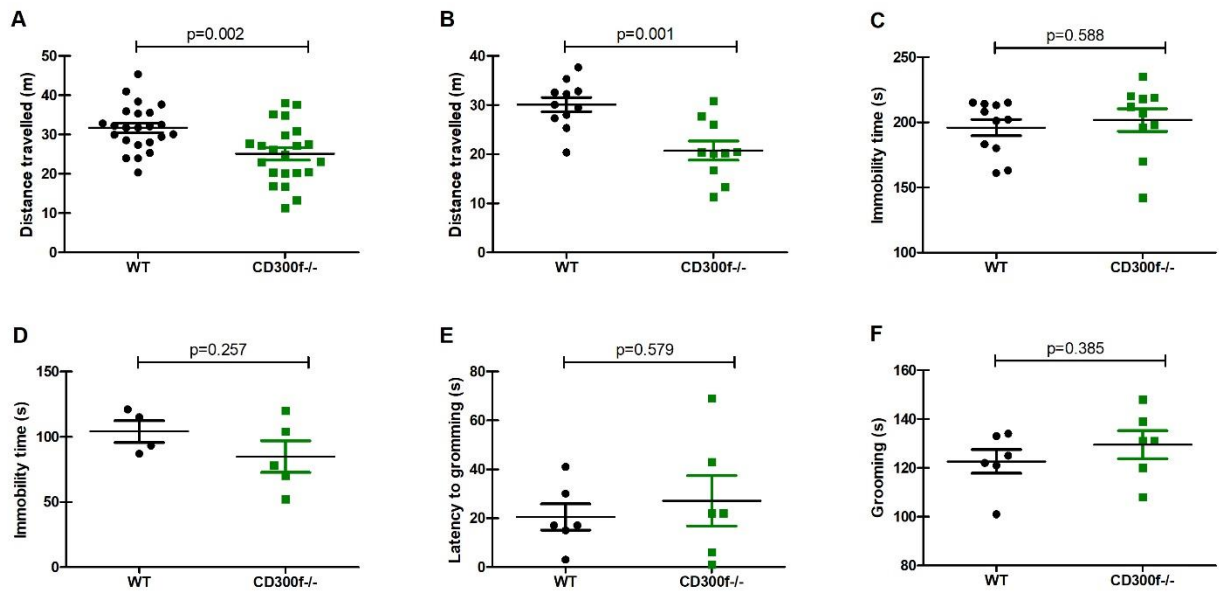 A
p=0.002
Distance travelled (m)
50
40
30
20
10
0
WT
CD300f-/-
B
p=0.001
Distance travelled (m)
40
30
20
10
0
WT
CD300f-/-
C
p=0.588
Immobility time (s)
250
200
150
100
WT
CD300f-/-
D
p=0.257
Immobility time (s)
150
100
50
0
WT
CD300f-/-
E
p=0.579
Latency to gromming (s)
80
60
40
20
0
WT
CD300f-/-
F
p=0.385
Grooming (s)
160
140
120
100
80
WT
CD300f-/-